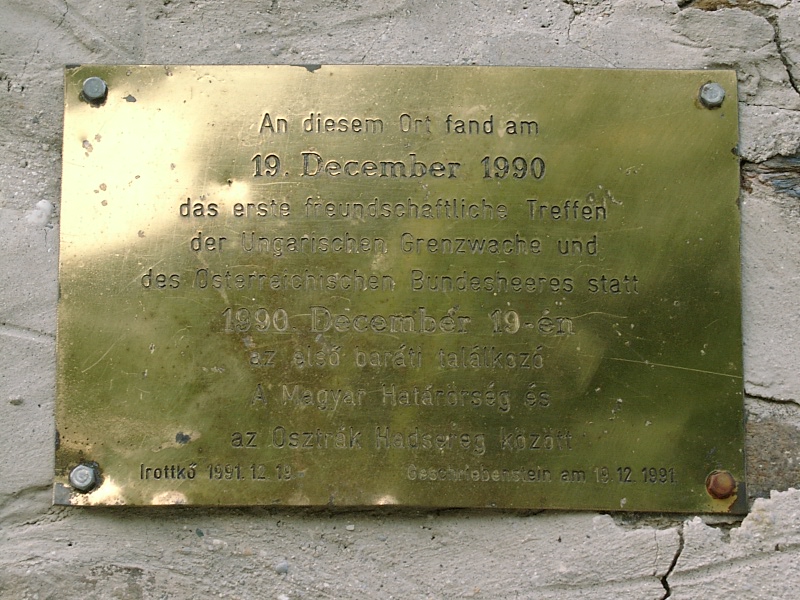 An diesem Ort fand am
19. December 1990
das erste freundschaftliche Treffen
der Ungarischen Grenzwache und
des Österreichischen Bundesheeres statt
1990. December 19-én
az első baráti találkozó
A Magyar Határőrség és
az Osztrák Hadsereg között
Irottkő 1991.12.19. Geschriebenstein am 19.12.1991